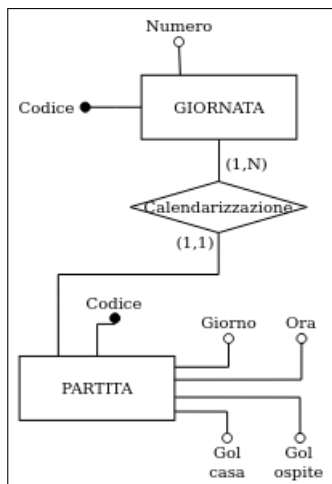 Numero
Codice
GIORNATA
(1,N)
Calendarizzazione
(1,1)
Codice
Giorno
Ora
PARTITA
Gol
casa
Gol
ospite